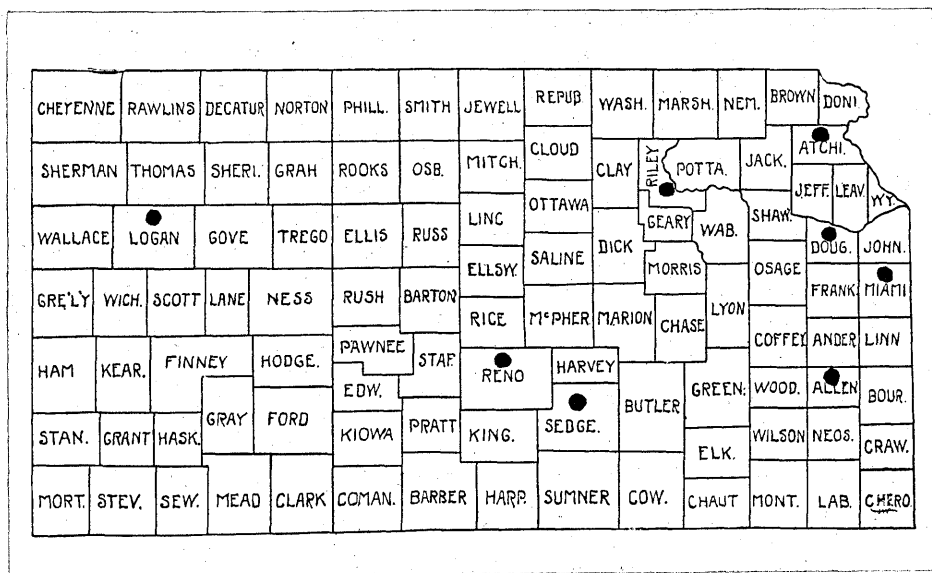 CHEYENNE RAWLINS DECATUR NORTON PHILL. SMITH JEWELL REPUB WASH. MARSH. NEM. BROWN DONI.
SHERMAN THOMAS SHERI. GRAH ROOKS OSB. MITCH. CLOUD CLAY RILEY POTTA. JACK. ATCHI.
JEFF. LEAV. WY.
WALLACE LOGAN GOVE TREGO ELLIS RUSS LINC OTTAWA DICK GEARY WAB. SHAW. DOUG. JOHN.
GRE'LY WICH. SCOTT LANE NESS RUSH BARTON ELLSW. SALINE MORRIS OSAGE FRANK MIAMI
RICE McPHER MARION CHASE LYON
HAM KEAR. FINNEY HODGE. PAWNEE STAF. RENO HARVEY COFFEY ANDER LINN
EDW.
STAN. GRANT HASK. GRAY FORD KIOWA PRATT KING. SEDGE. BUTLER GREEN. WOOD. ALLEN BOUR.
ELK. WILSON NEOS. CRAW.
MORT. STEV. SEW. MEAD CLARK COMAN. BARBER HARP. SUMNER COW. CHAUT MONT. LAB. CHERO.